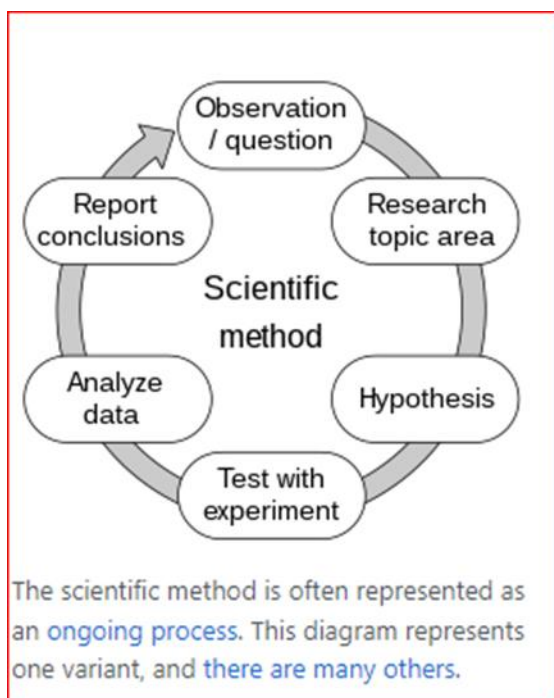 Observation
/ question
Research
topic area
Hypothesis
Test with
experiment
Analyze
data
Report
conclusions
Scientific
method
The scientific method is often represented as
an ongoing process. This diagram represents
one variant, and there are many others.